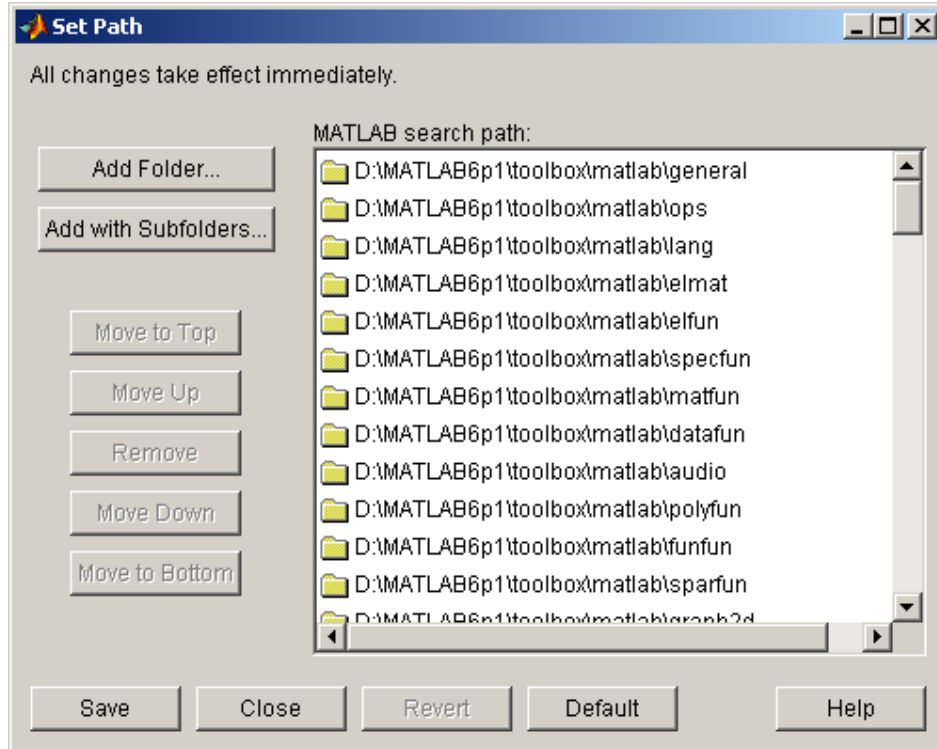 Set Path
All changes take effect immediately.
MATLAB search path:
Add Folder...
Add with Subfolders...
Move to Top
Move Up
Remove
Move Down
Move to Bottom
D:\MATLAB6p1\toolbox\matlab\general
D:\MATLAB6p1\toolbox\matlab\ops
D:\MATLAB6p1\toolbox\matlab\lang
D:\MATLAB6p1\toolbox\matlab\elmat
D:\MATLAB6p1\toolbox\matlab\elfun
D:\MATLAB6p1\toolbox\matlab\specfun
D:\MATLAB6p1\toolbox\matlab\matfun
D:\MATLAB6p1\toolbox\matlab\datafun
D:\MATLAB6p1\toolbox\matlab\audio
D:\MATLAB6p1\toolbox\matlab\polyfun
D:\MATLAB6p1\toolbox\matlab\funfun
D:\MATLAB6p1\toolbox\matlab\sparfun
D:\MATLAB6p1\toolbox\matlab\graph2d
Save Close Revert Default Help